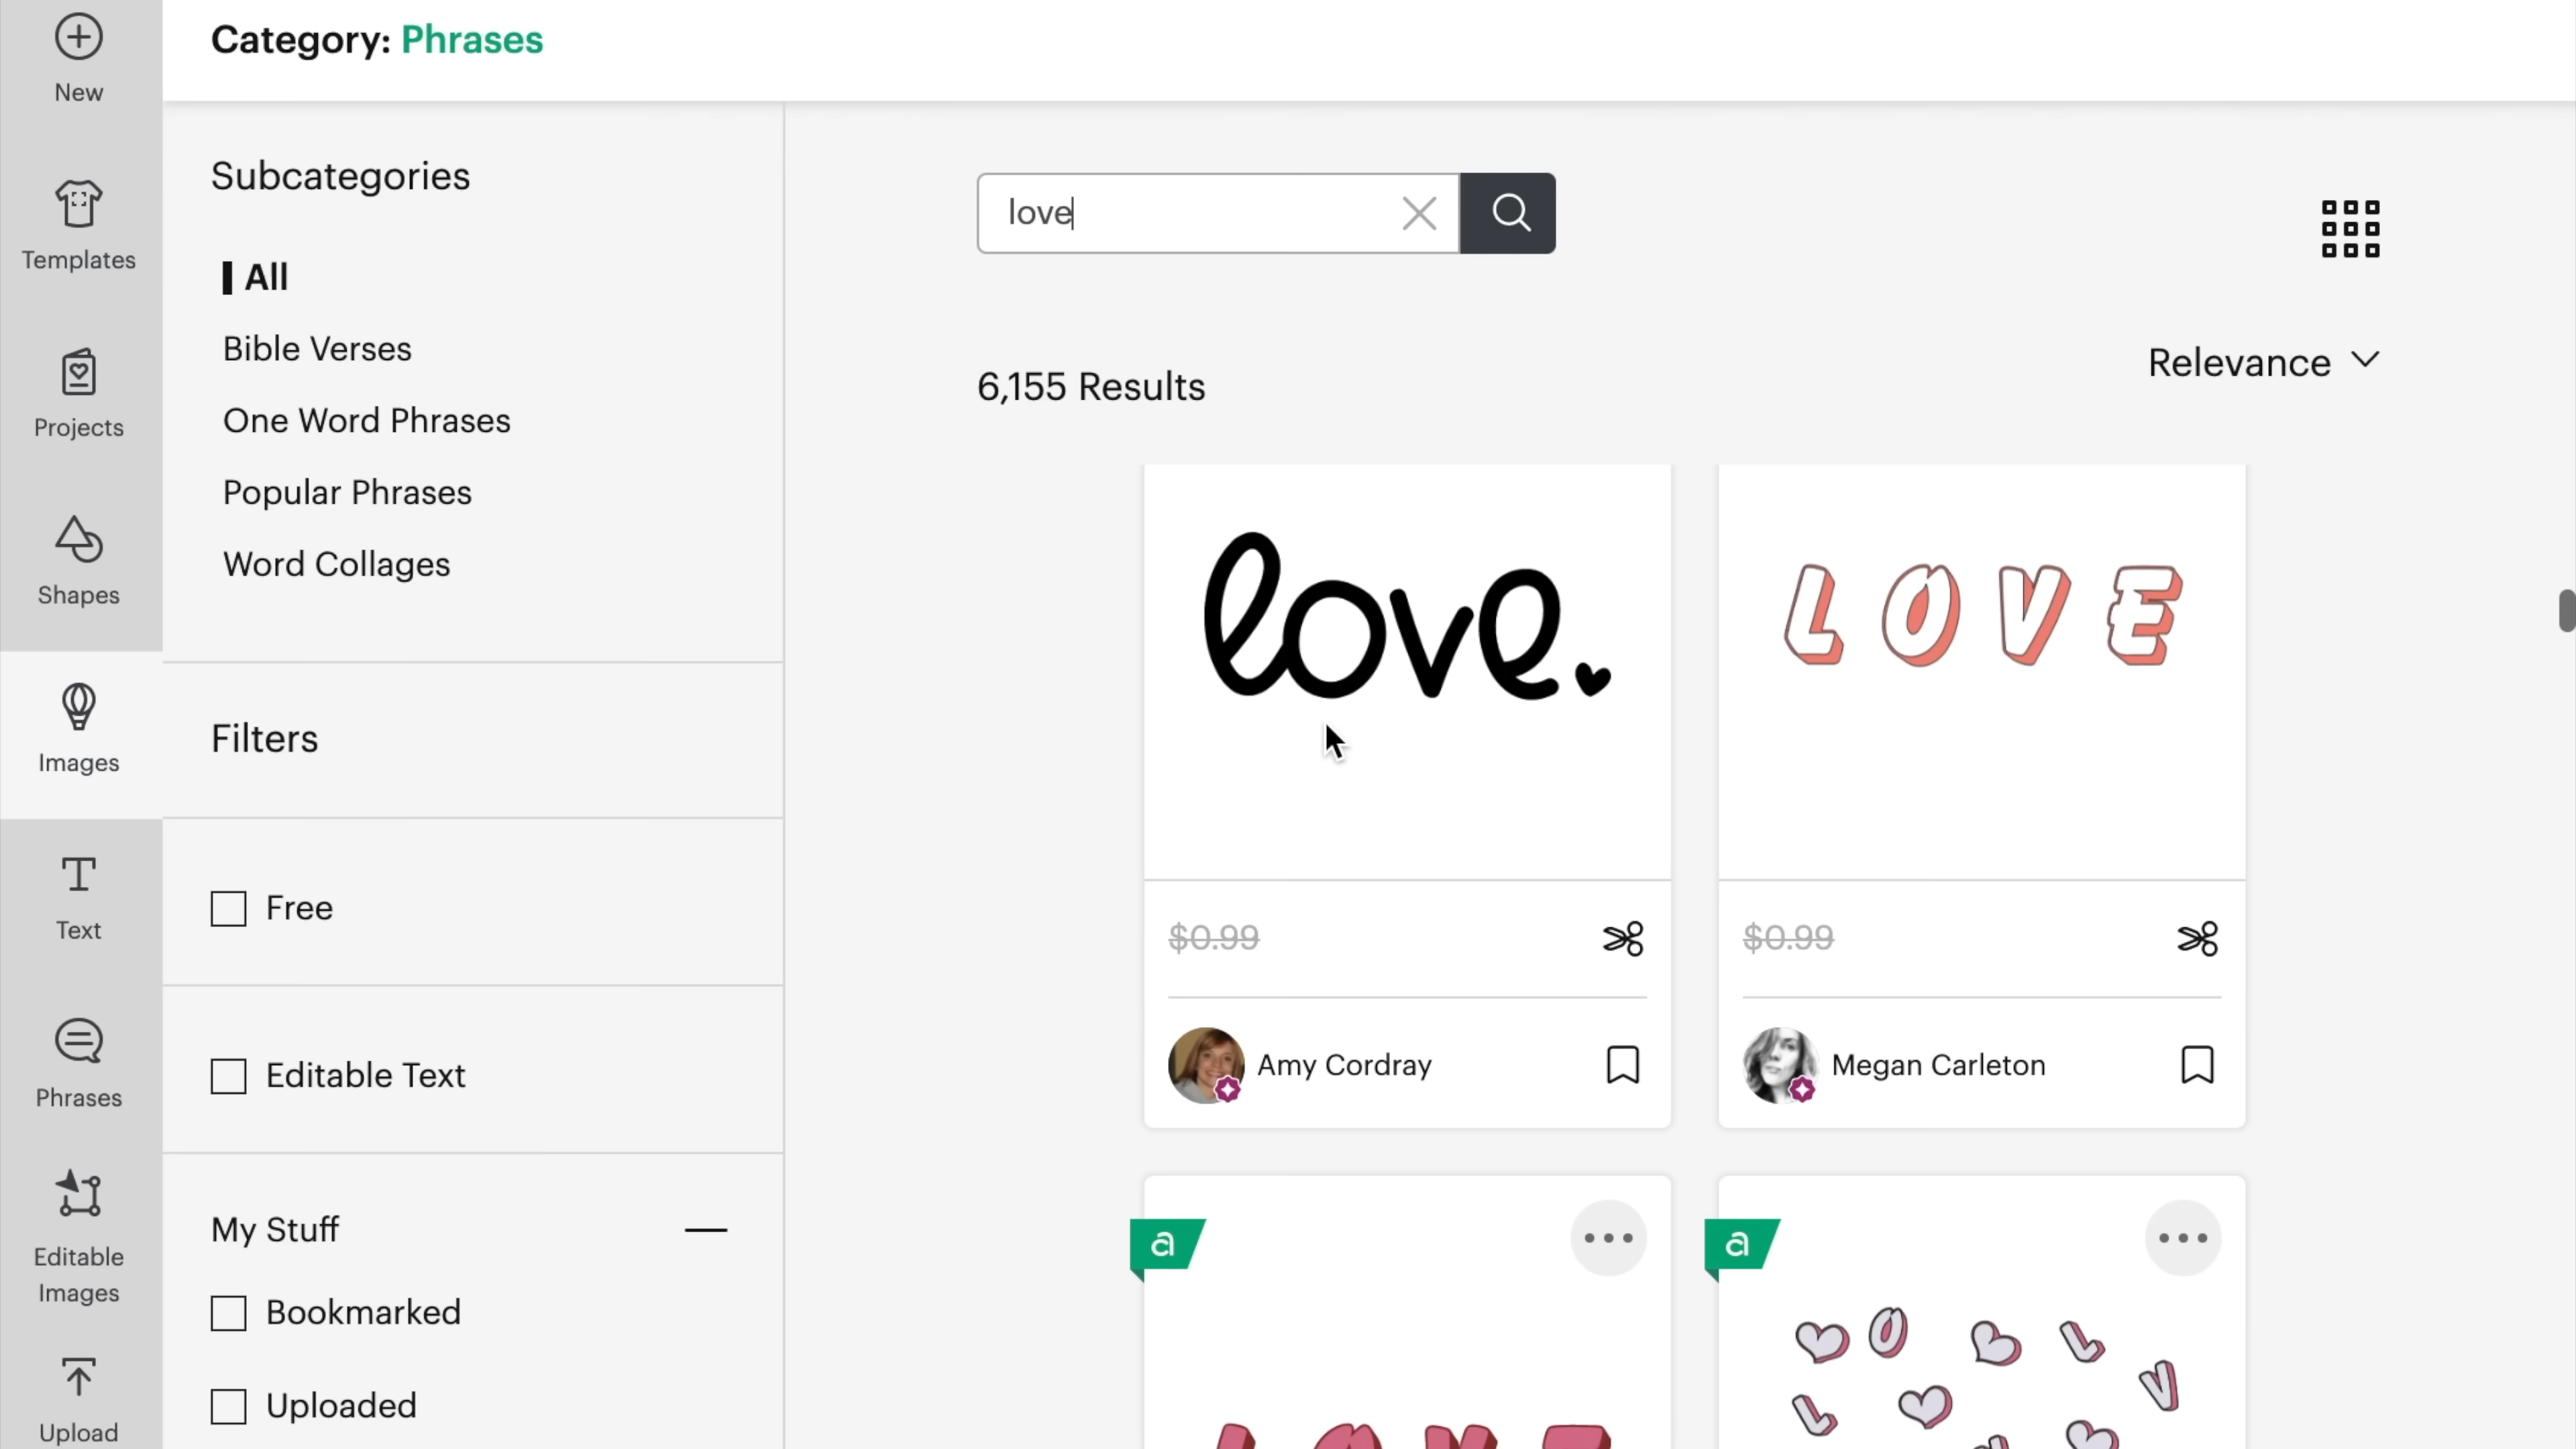 Category: Phrases
New
Templates
Projects
Shapes
Images
Text
Phrases
Editable
Images
Upload
Subcategories
All
Bible Verses
One Word Phrases
Popular Phrases
Word Collages
Filters
Free
Editable Text
My Stuff
Bookmarked
Uploaded
love
6,155 Results
Relevance
love.
LOVE
$0.99
$0.99
Amy Cordray
Megan Carleton
a
a
O L
V
L